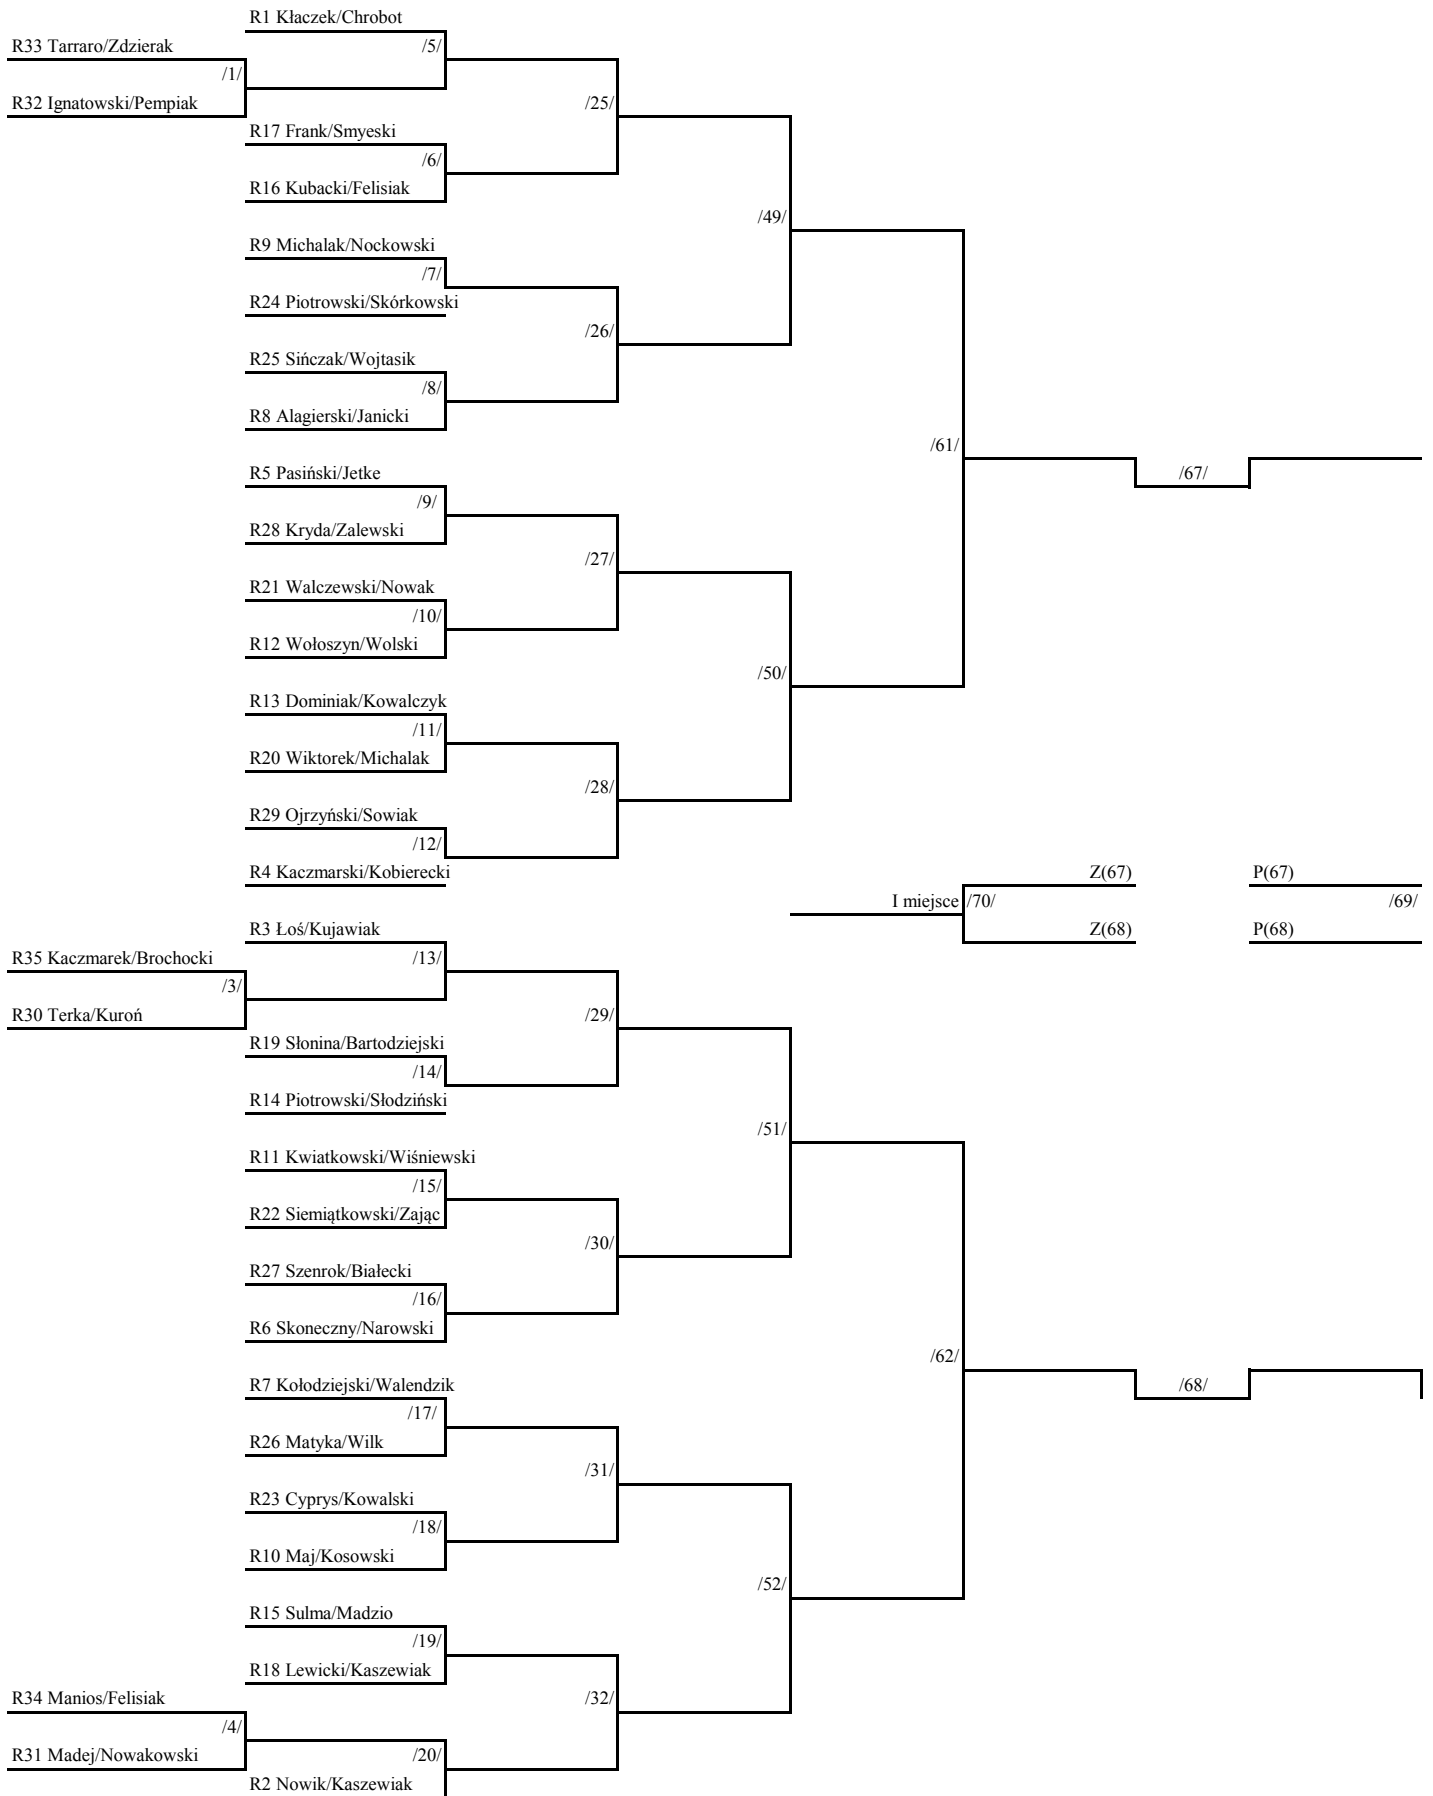 R1 Kłaczek/Chrobot
R33 Tarraro/Zdzierak
/5/
/1/
R32 Ignatowski/Pempiak
/25/
R17 Frank/Smyeski
/6/
R16 Kubacki/Felisiak
/49/
R9 Michalak/Nockowski
/7/
R24 Piotrowski/Skórkowski
/26/
R25 Sińczak/Wojtasik
/8/
R8 Alagierski/Janicki
/61/
R5 Pasiński/Jetke
/67/
/9/
R28 Kryda/Zalewski
/27/
R21 Walczewski/Nowak
/10/
R12 Wołoszyn/Wolski
/50/
R13 Dominiak/Kowalczyk
/11/
R20 Wiktorek/Michalak
/28/
R29 Ojrzyński/Sowiak
/12/
R4 Kaczmarski/Kobierecki
Z(67)
P(67)
I miejsce
/70/
/69/
R3 Łoś/Kujawiak
Z(68)
P(68)
R35 Kaczmarek/Brochocki
/13/
/3/
R30 Terka/Kuroń
/29/
R19 Słonina/Bartodziejski
/14/
R14 Piotrowski/Słodziński
/51/
R11 Kwiatkowski/Wiśniewski
/15/
R22 Siemiątkowski/Zając
/30/
R27 Szenrok/Białecki
/16/
R6 Skoneczny/Narowski
/62/
R7 Kołodziejski/Walendzik
/68/
/17/
R26 Matyka/Wilk
/31/
R23 Cyprys/Kowalski
/18/
R10 Maj/Kosowski
/52/
R15 Sulma/Madzio
/19/
R18 Lewicki/Kaszewiak
R34 Manios/Felisiak
/32/
/4/
R31 Madej/Nowakowski
/20/
R2 Nowik/Kaszewiak